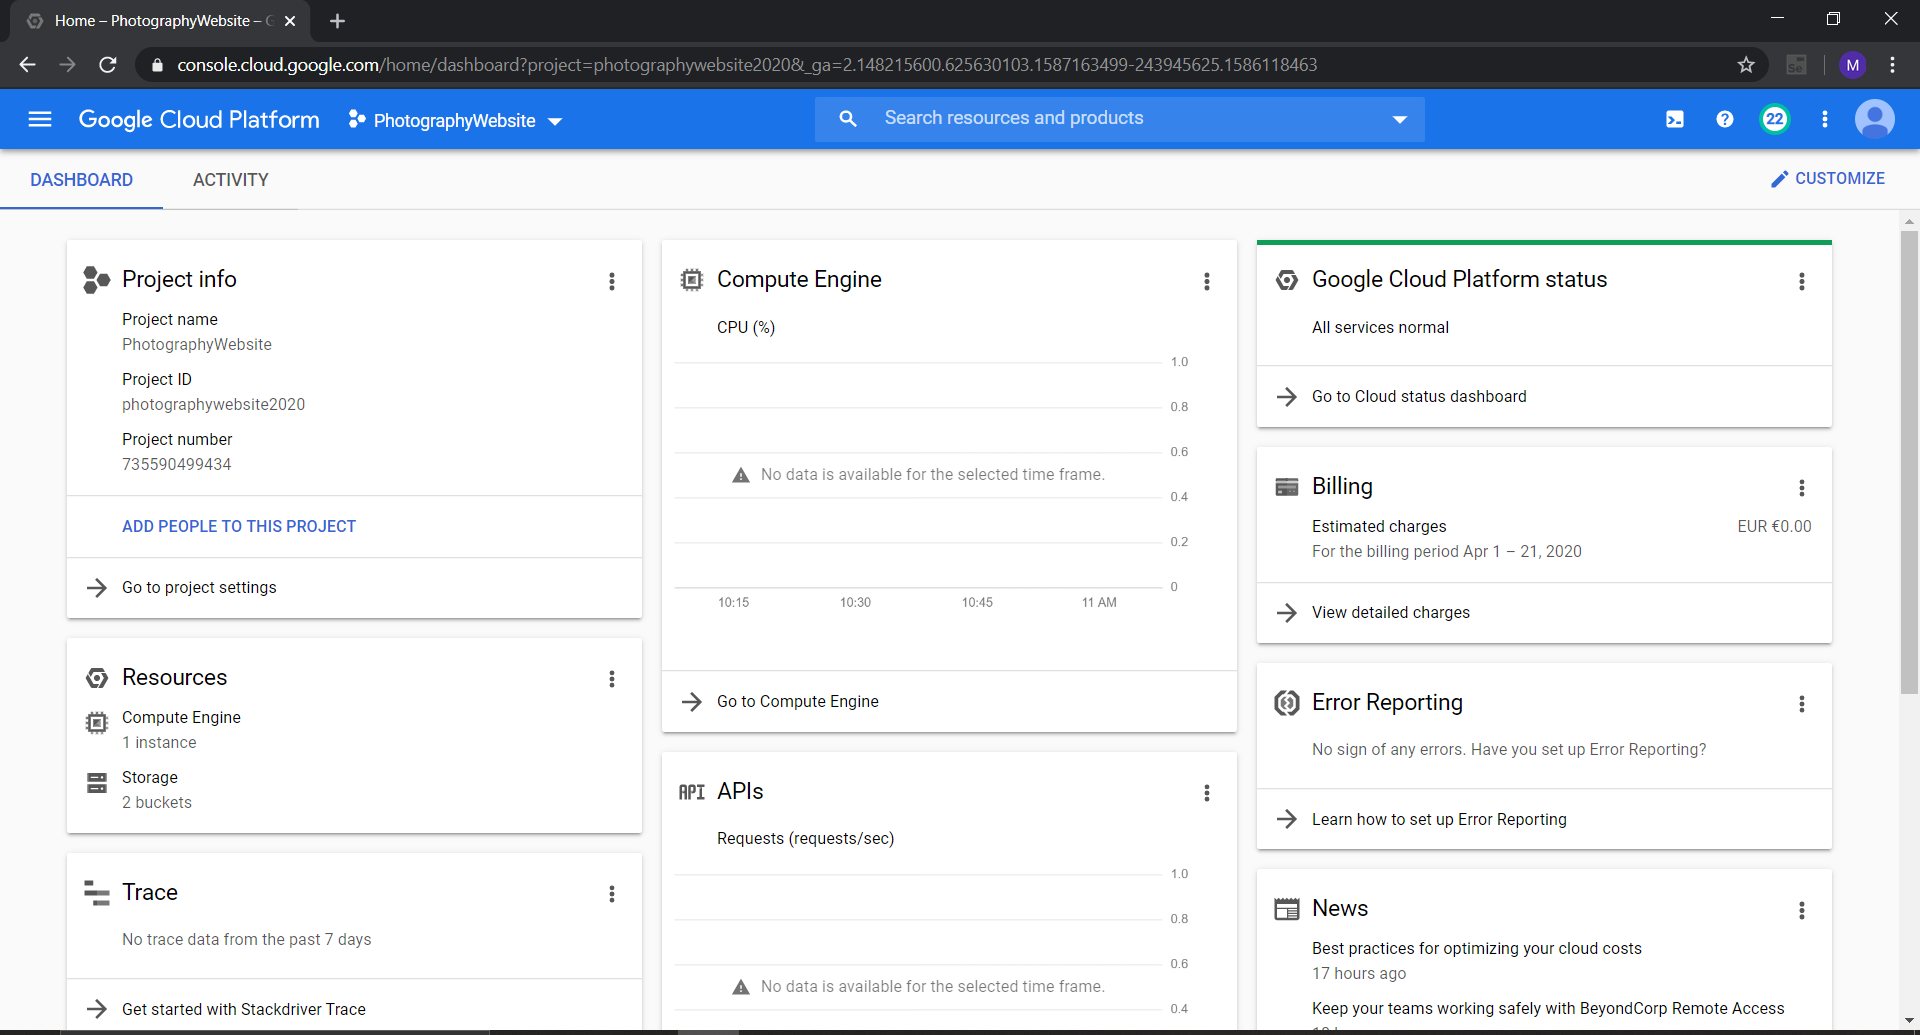 Home – PhotographyWebsite – G
console.cloud.google.com/home/dashboard?project=photographywebsite2020&_ga=2.148215600.625630103.1587163499-243945625.1586118463
Se
M
Google Cloud Platform
PhotographyWebsite
Search resources and products
22
DASHBOARD
ACTIVITY
CUSTOMIZE
Project info
Project name
PhotographyWebsite
Project ID
photographywebsite2020
Project number
735590499434
ADD PEOPLE TO THIS PROJECT
Go to project settings
Resources
Compute Engine
1 instance
Storage
2 buckets
Trace
No trace data from the past 7 days
Get started with Stackdriver Trace
Compute Engine
CPU (%)
1.0
0.8
0.6
No data is available for the selected time frame.
0.4
0.2
0
10:15
10:30
10:45
11 AM
Go to Compute Engine
API
APIs
Requests (requests/sec)
1.0
0.8
0.6
No data is available for the selected time frame.
0.4
Google Cloud Platform status
All services normal
Go to Cloud status dashboard
Billing
Estimated charges
EUR €0.00
For the billing period Apr 1 – 21, 2020
View detailed charges
Error Reporting
No sign of any errors. Have you set up Error Reporting?
Learn how to set up Error Reporting
News
Best practices for optimizing your cloud costs
17 hours ago
Keep your teams working safely with BeyondCorp Remote Access